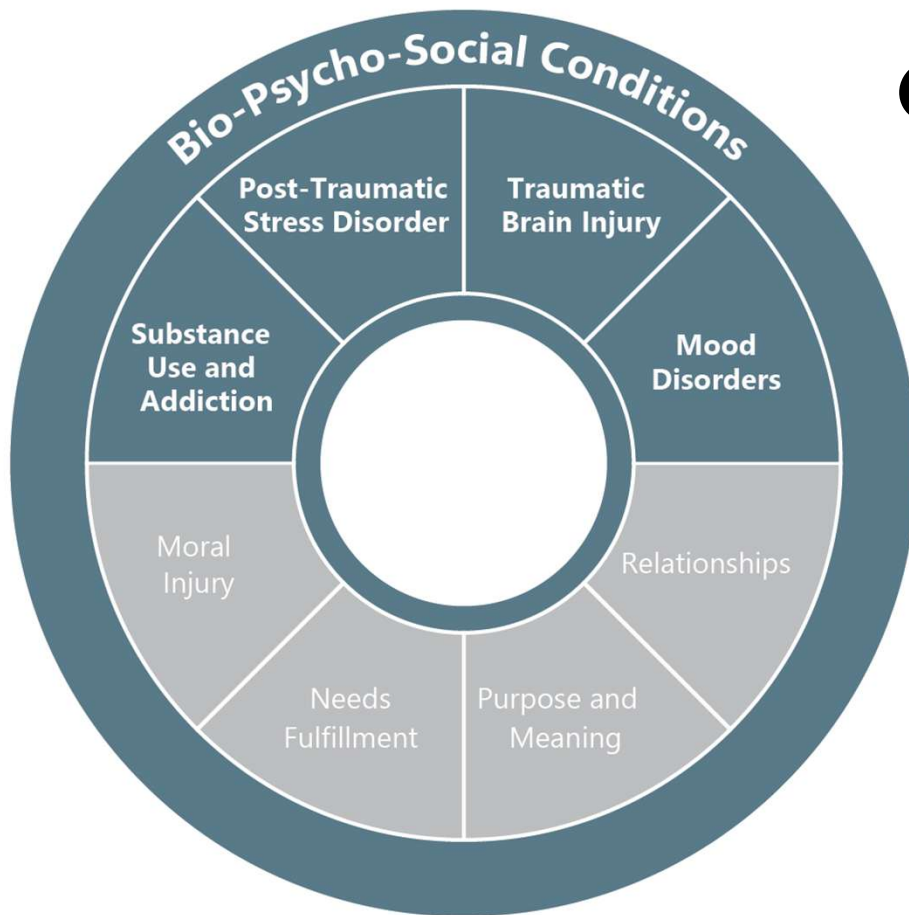 Bio-Psycho-Social Conditions
Post-Traumatic
Stress Disorder
Traumatic
Brain Injury
Substance
Use and
Addiction
Mood
Disorders
Moral
Injury
Relationships
Needs
Fulfillment
Purpose and
Meaning